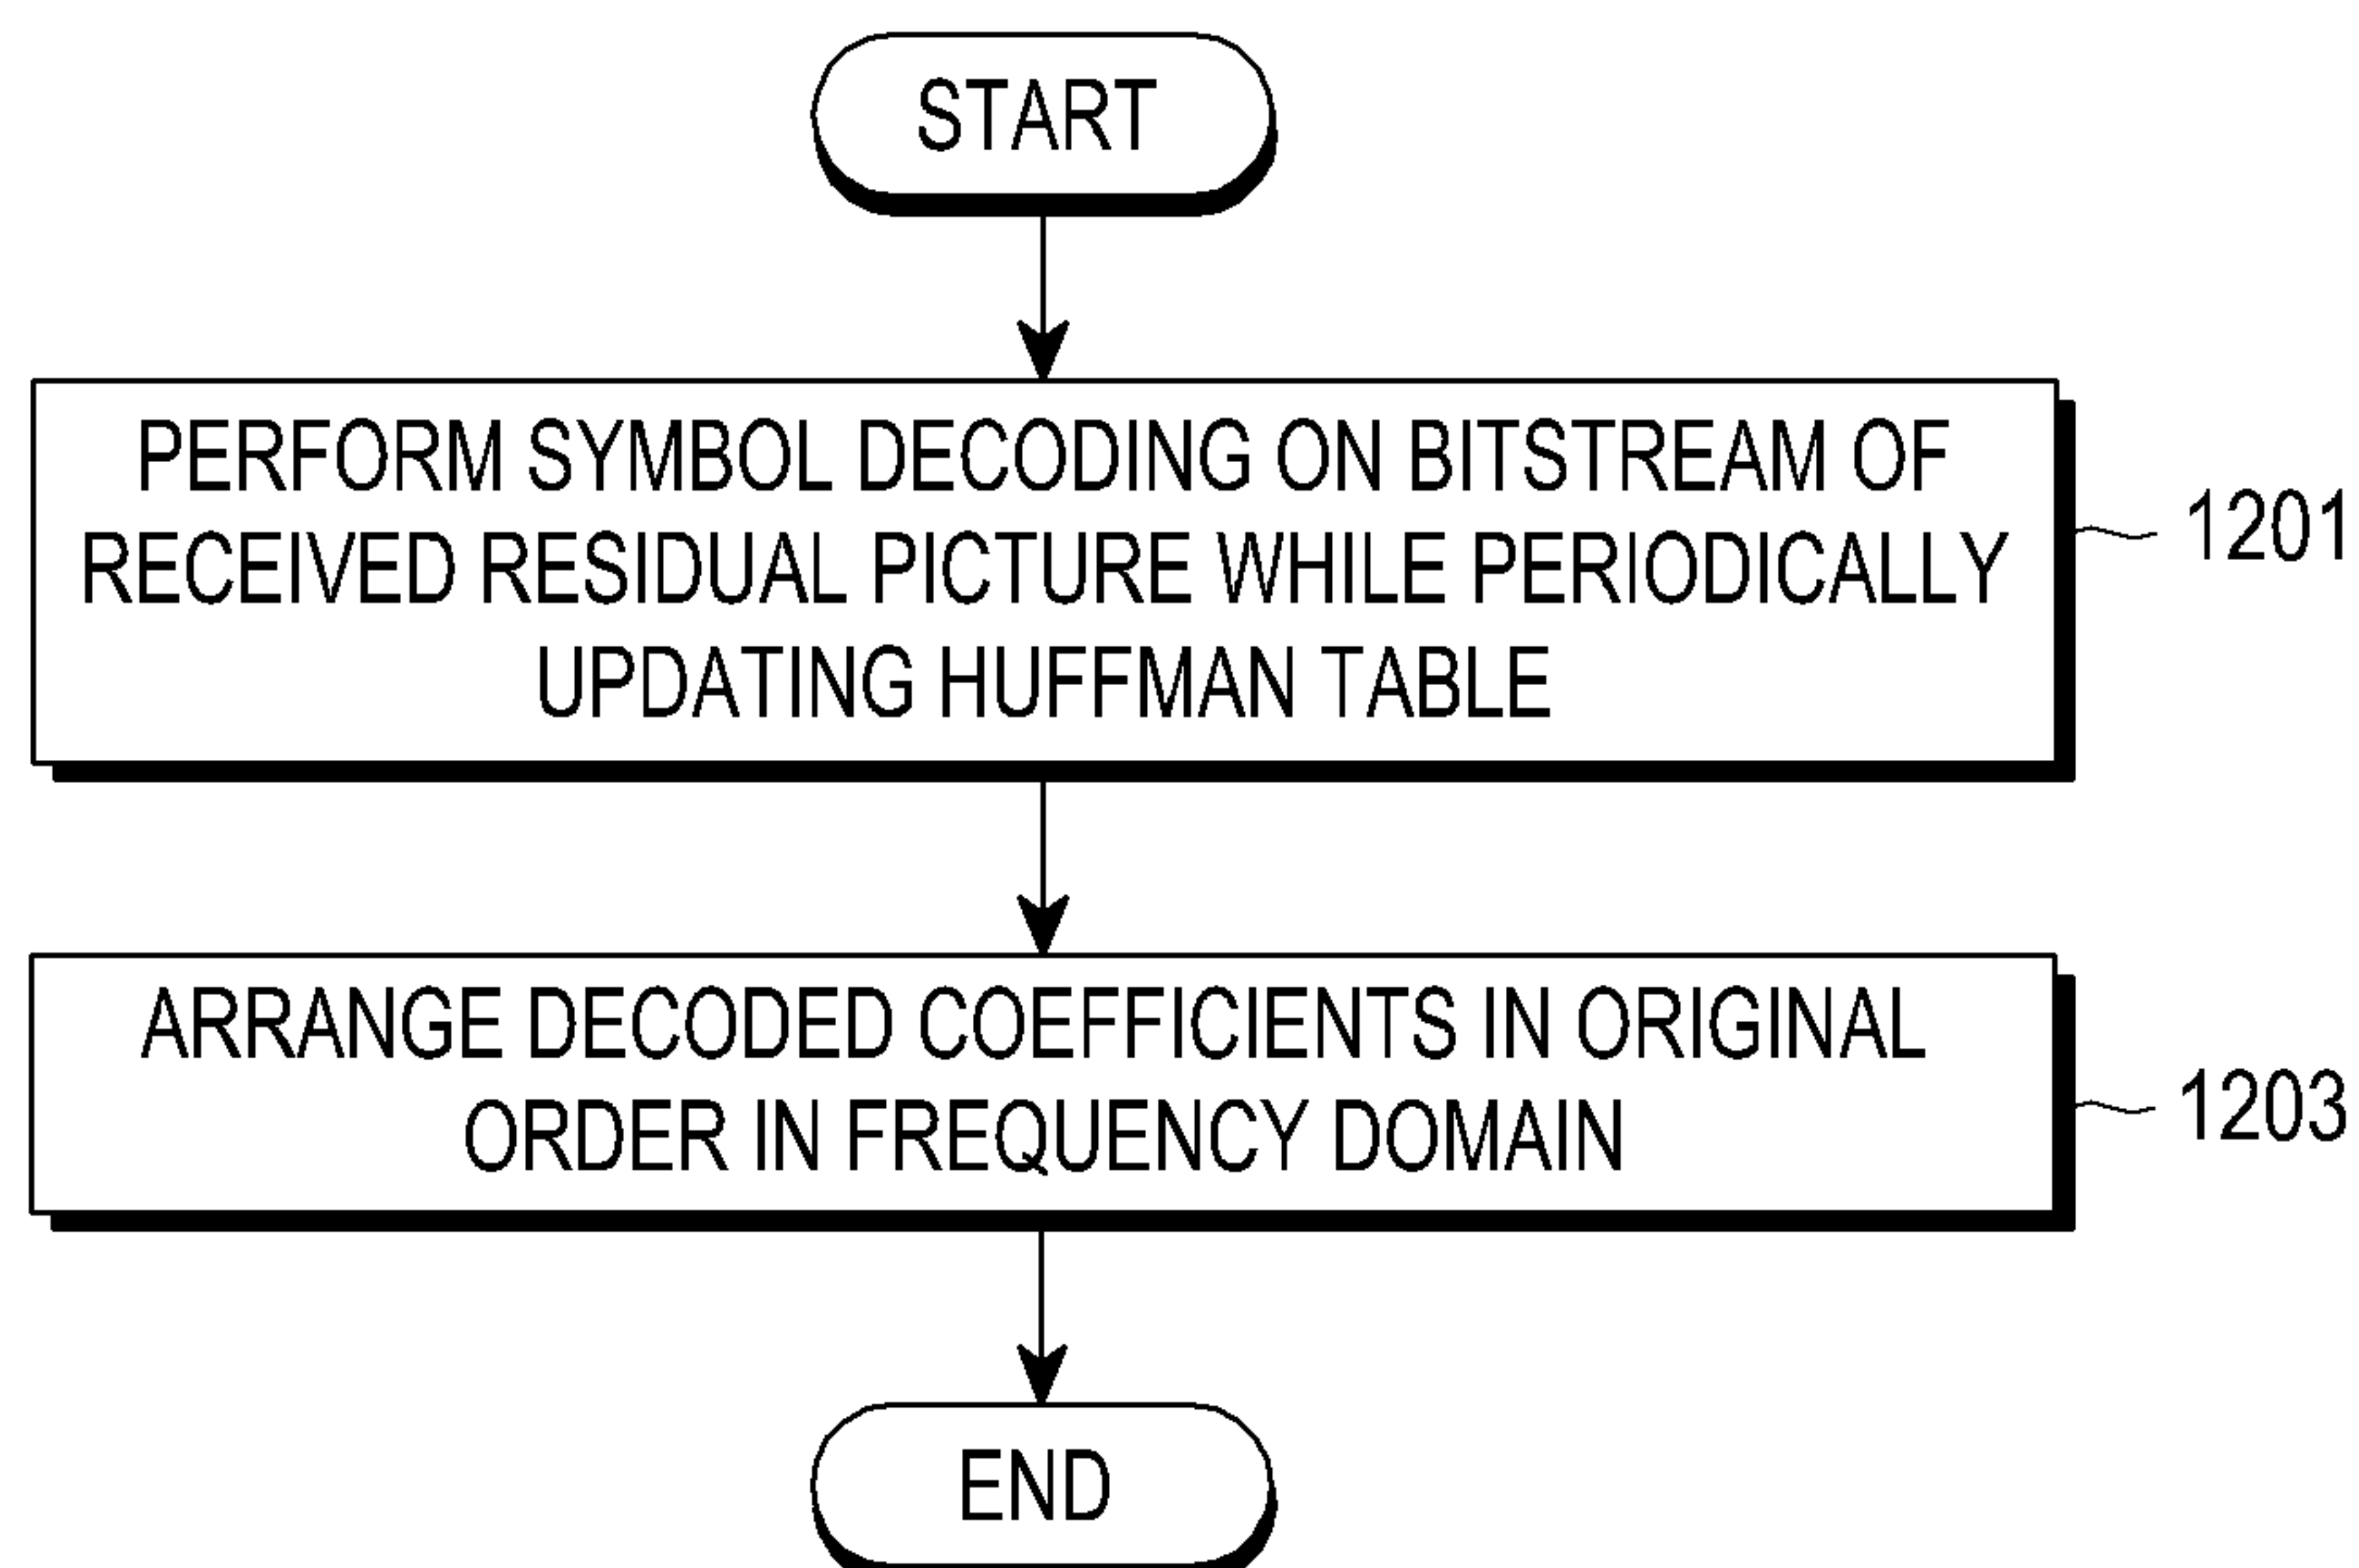 START
PERFORM SYMBOL DECODING ON BITSTREAM OF
RECEIVED RESIDUAL PICTURE WHILE PERIODICALLY
UPDATING HUFFMAN TABLE
1201
ARRANGE DECODED COEFFICIENTS IN ORIGINAL
ORDER IN FREQUENCY DOMAIN
1203
END